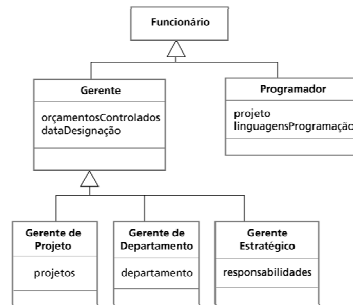 Funcionário
Gerente
orçamentosControlados
dataDesignação
Programador
projeto
linguagensProgramação
Gerente de
Projeto
projetos
Gerente de
Departamento
departamento
Gerente
Estratégico
responsabilidades